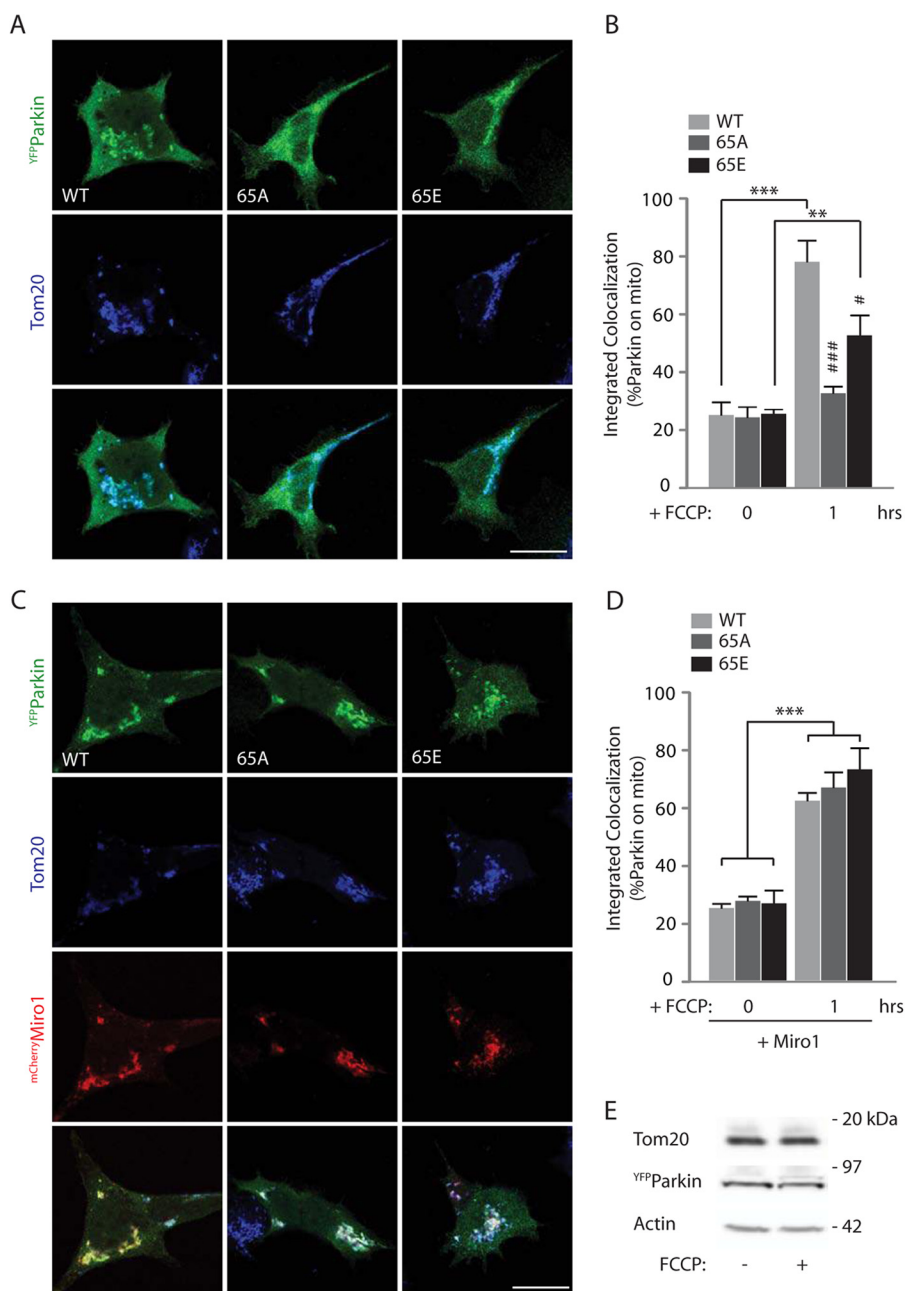 A
YFPParkin
WT
65A
65E
Tom20
B
WT
65A
65E
***
**
#
###
Integrated Colocalization
(%Parkin on mito)
100
80
60
40
20
0
+ FCCP: 0 1 hrs
C
YFPParkin
WT
65A
65E
Tom20
mCherryMiro1
D
WT
65A
65E
***
Integrated Colocalization
(%Parkin on mito)
100
80
60
40
20
0
+ FCCP: 0 1 hrs
+ Miro1
E
Tom20
- 20 kDa
YFPParkin
- 97
Actin
- 42
FCCP: - +